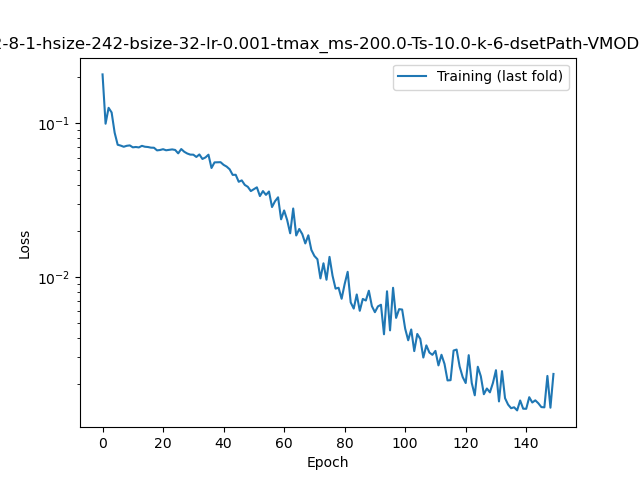 -8-1-hsize-242-bsize-32-lr-0.001-tmax_ms-200.0-Ts-10.0-k-6-dsetPath-VMOD
Training (last fold)
10⁻¹
10⁻²
Loss
0 20 40 60 80 100 120 140
Epoch